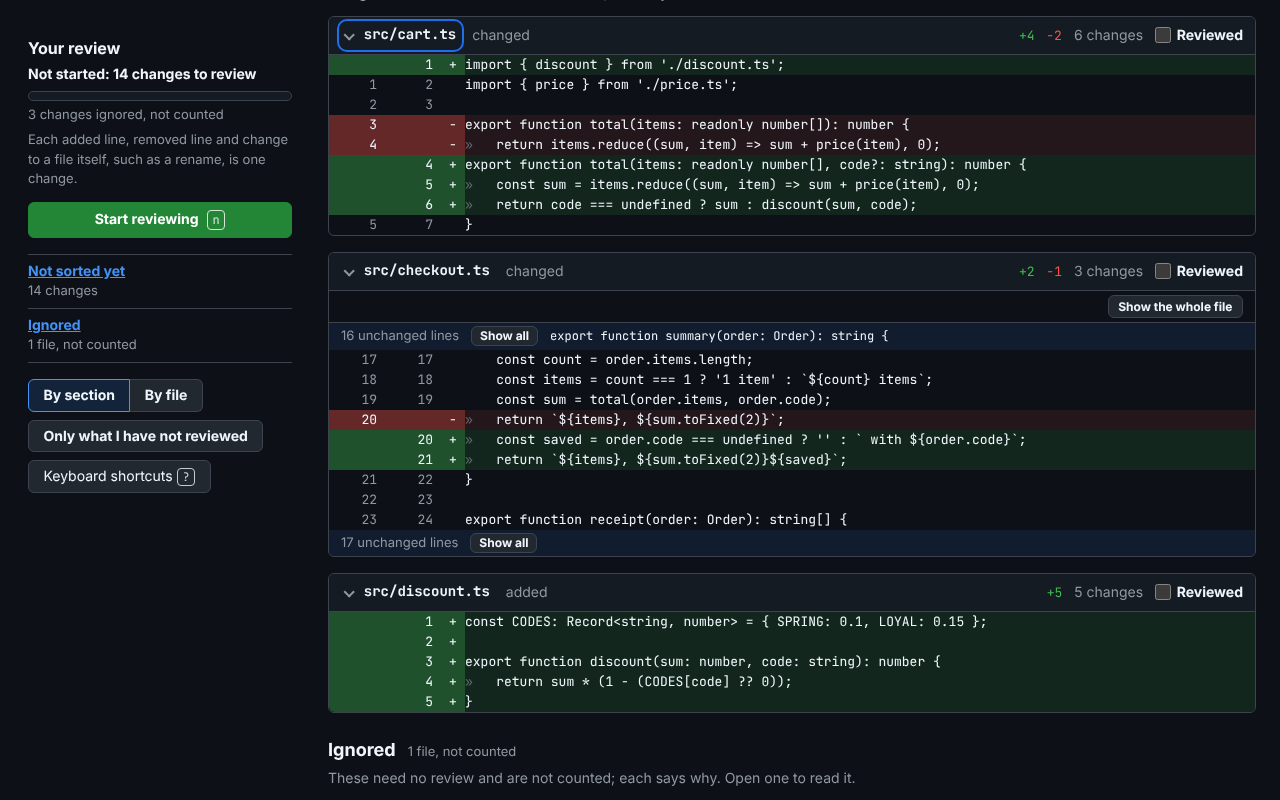 Your review
Not started: 14 changes to review
3 changes ignored, not counted
Each added line, removed line and change
to a file itself, such as a rename, is one
change.
Start reviewing n
Not sorted yet
14 changes
Ignored
1 file, not counted
By section By file
Only what I have not reviewed
Keyboard shortcuts ?
src/cart.ts changed +4 -2 6 changes Reviewed
1 + import { discount } from './discount.ts';
1 2 import { price } from './price.ts';
2 3
3 - export function total(items: readonly number[]): number {
4 - » return items.reduce((sum, item) => sum + price(item), 0);
4 + export function total(items: readonly number[], code?: string): number {
5 + » const sum = items.reduce((sum, item) => sum + price(item), 0);
6 + » return code === undefined ? sum : discount(sum, code);
5 7 }
src/checkout.ts changed +2 -1 3 changes Reviewed
Show the whole file
16 unchanged lines Show all export function summary(order: Order): string {
17 17 const count = order.items.length;
18 18 const items = count === 1 ? '1 item' : `${count} items`;
19 19 const sum = total(order.items, order.code);
20 - » return `${items}, ${sum.toFixed(2)}`;
20 + » const saved = order.code === undefined ? '' : ` with ${order.code}`;
21 + » return `${items}, ${sum.toFixed(2)}${saved}`;
21 22 }
22 23
23 24 export function receipt(order: Order): string[] {
17 unchanged lines Show all
src/discount.ts added +5 5 changes Reviewed
1 + const CODES: Record<string, number> = { SPRING: 0.1, LOYAL: 0.15 };
2 +
3 + export function discount(sum: number, code: string): number {
4 + » return sum * (1 - (CODES[code] ?? 0));
5 + }
Ignored 1 file, not counted
These need no review and are not counted; each says why. Open one to read it.